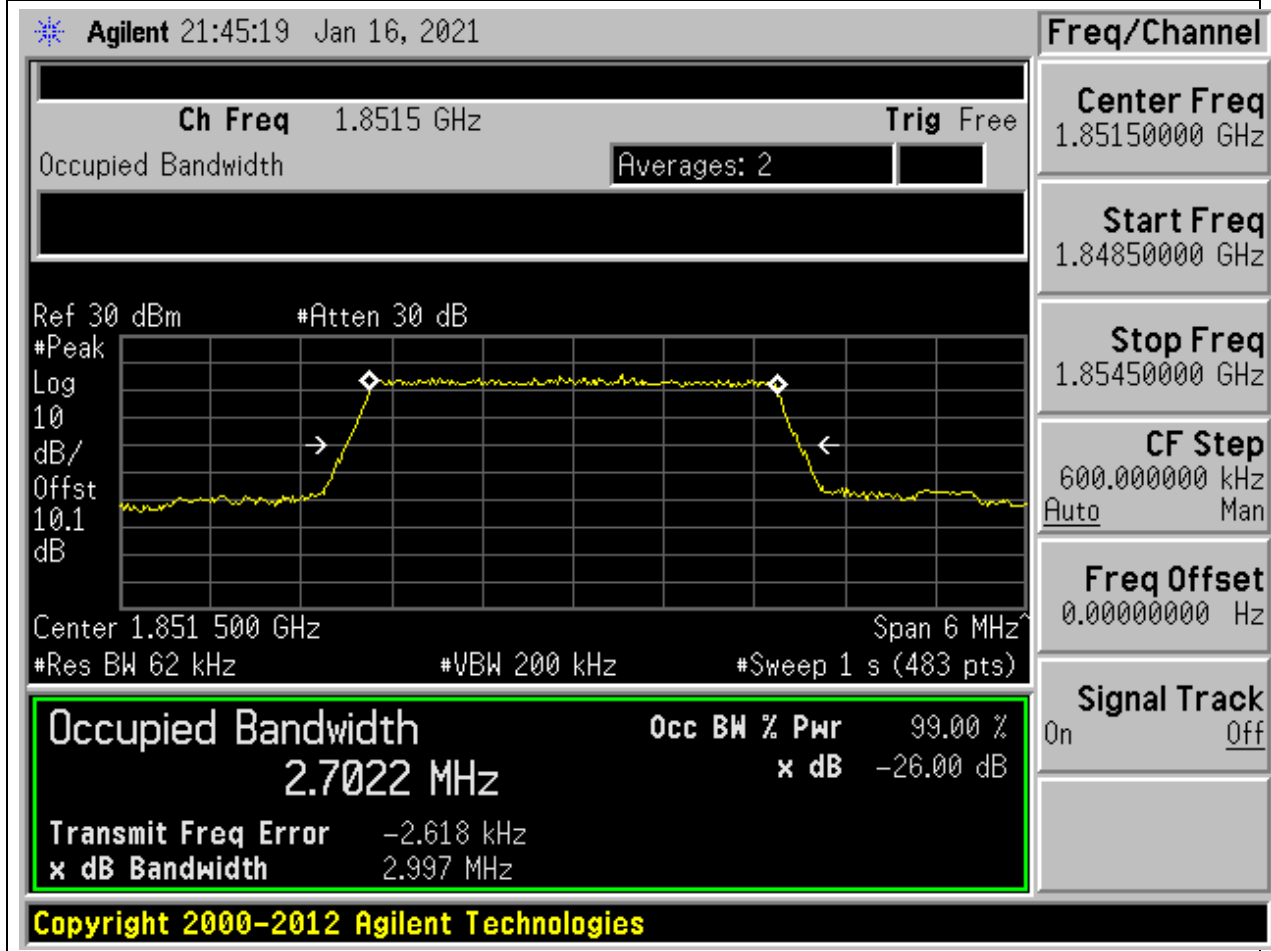 Agilent 21:45:19 Jan 16, 2021
Freq/Channel
Ch Freq 1.8515 GHz Trig Free
Occupied Bandwidth Averages: 2
Center Freq
1.85150000 GHz
Start Freq
1.84850000 GHz
Stop Freq
1.85450000 GHz
CF Step
600.000000 kHz
Auto Man
Freq Offset
0.00000000 Hz
Signal Track
On Off
Ref 30 dBm #Atten 30 dB
#Peak
Log
10
dB/
Offst
10.1
dB
Center 1.851 500 GHz Span 6 MHz^
#Res BW 62 kHz #VBW 200 kHz #Sweep 1 s (483 pts)
Occupied Bandwidth Occ BW % Pwr 99.00 %
2.7022 MHz x dB -26.00 dB
Transmit Freq Error -2.618 kHz
x dB Bandwidth 2.997 MHz
Copyright 2000-2012 Agilent Technologies